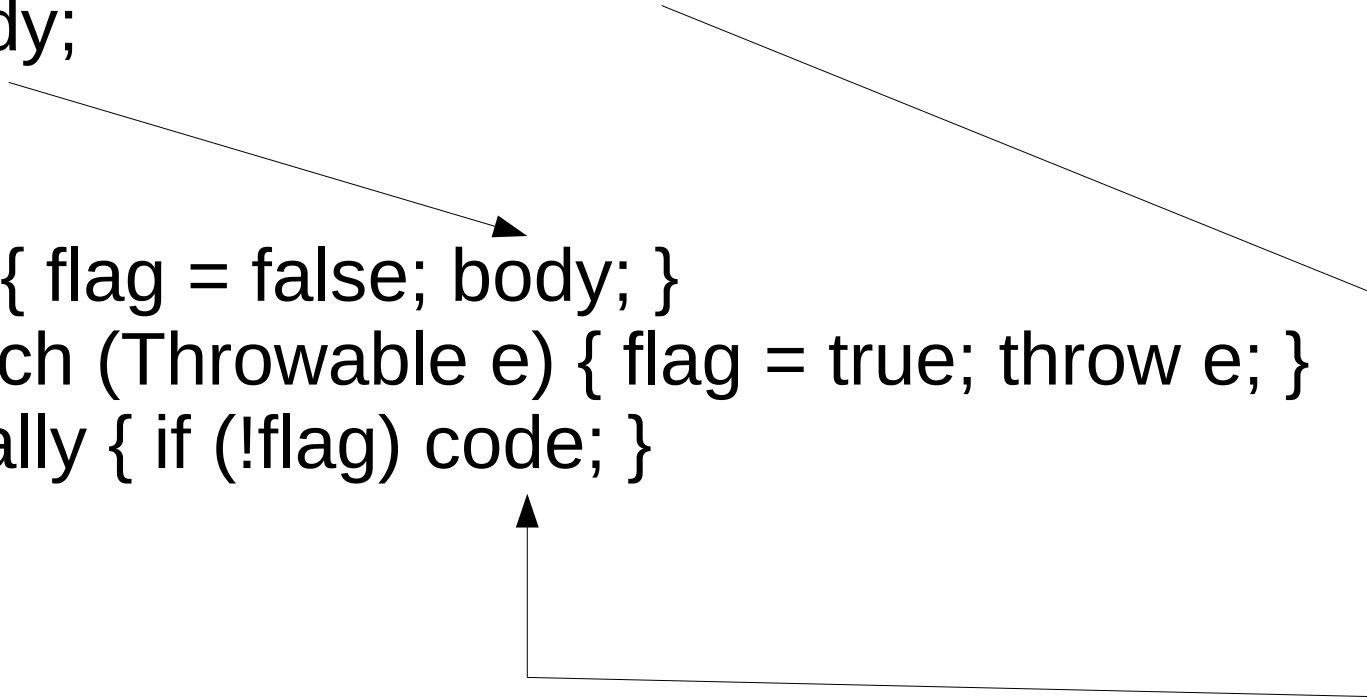 dy;
{ flag = false; body; }
ch (Throwable e) { flag = true; throw e; }
ally { if (!flag) code; }